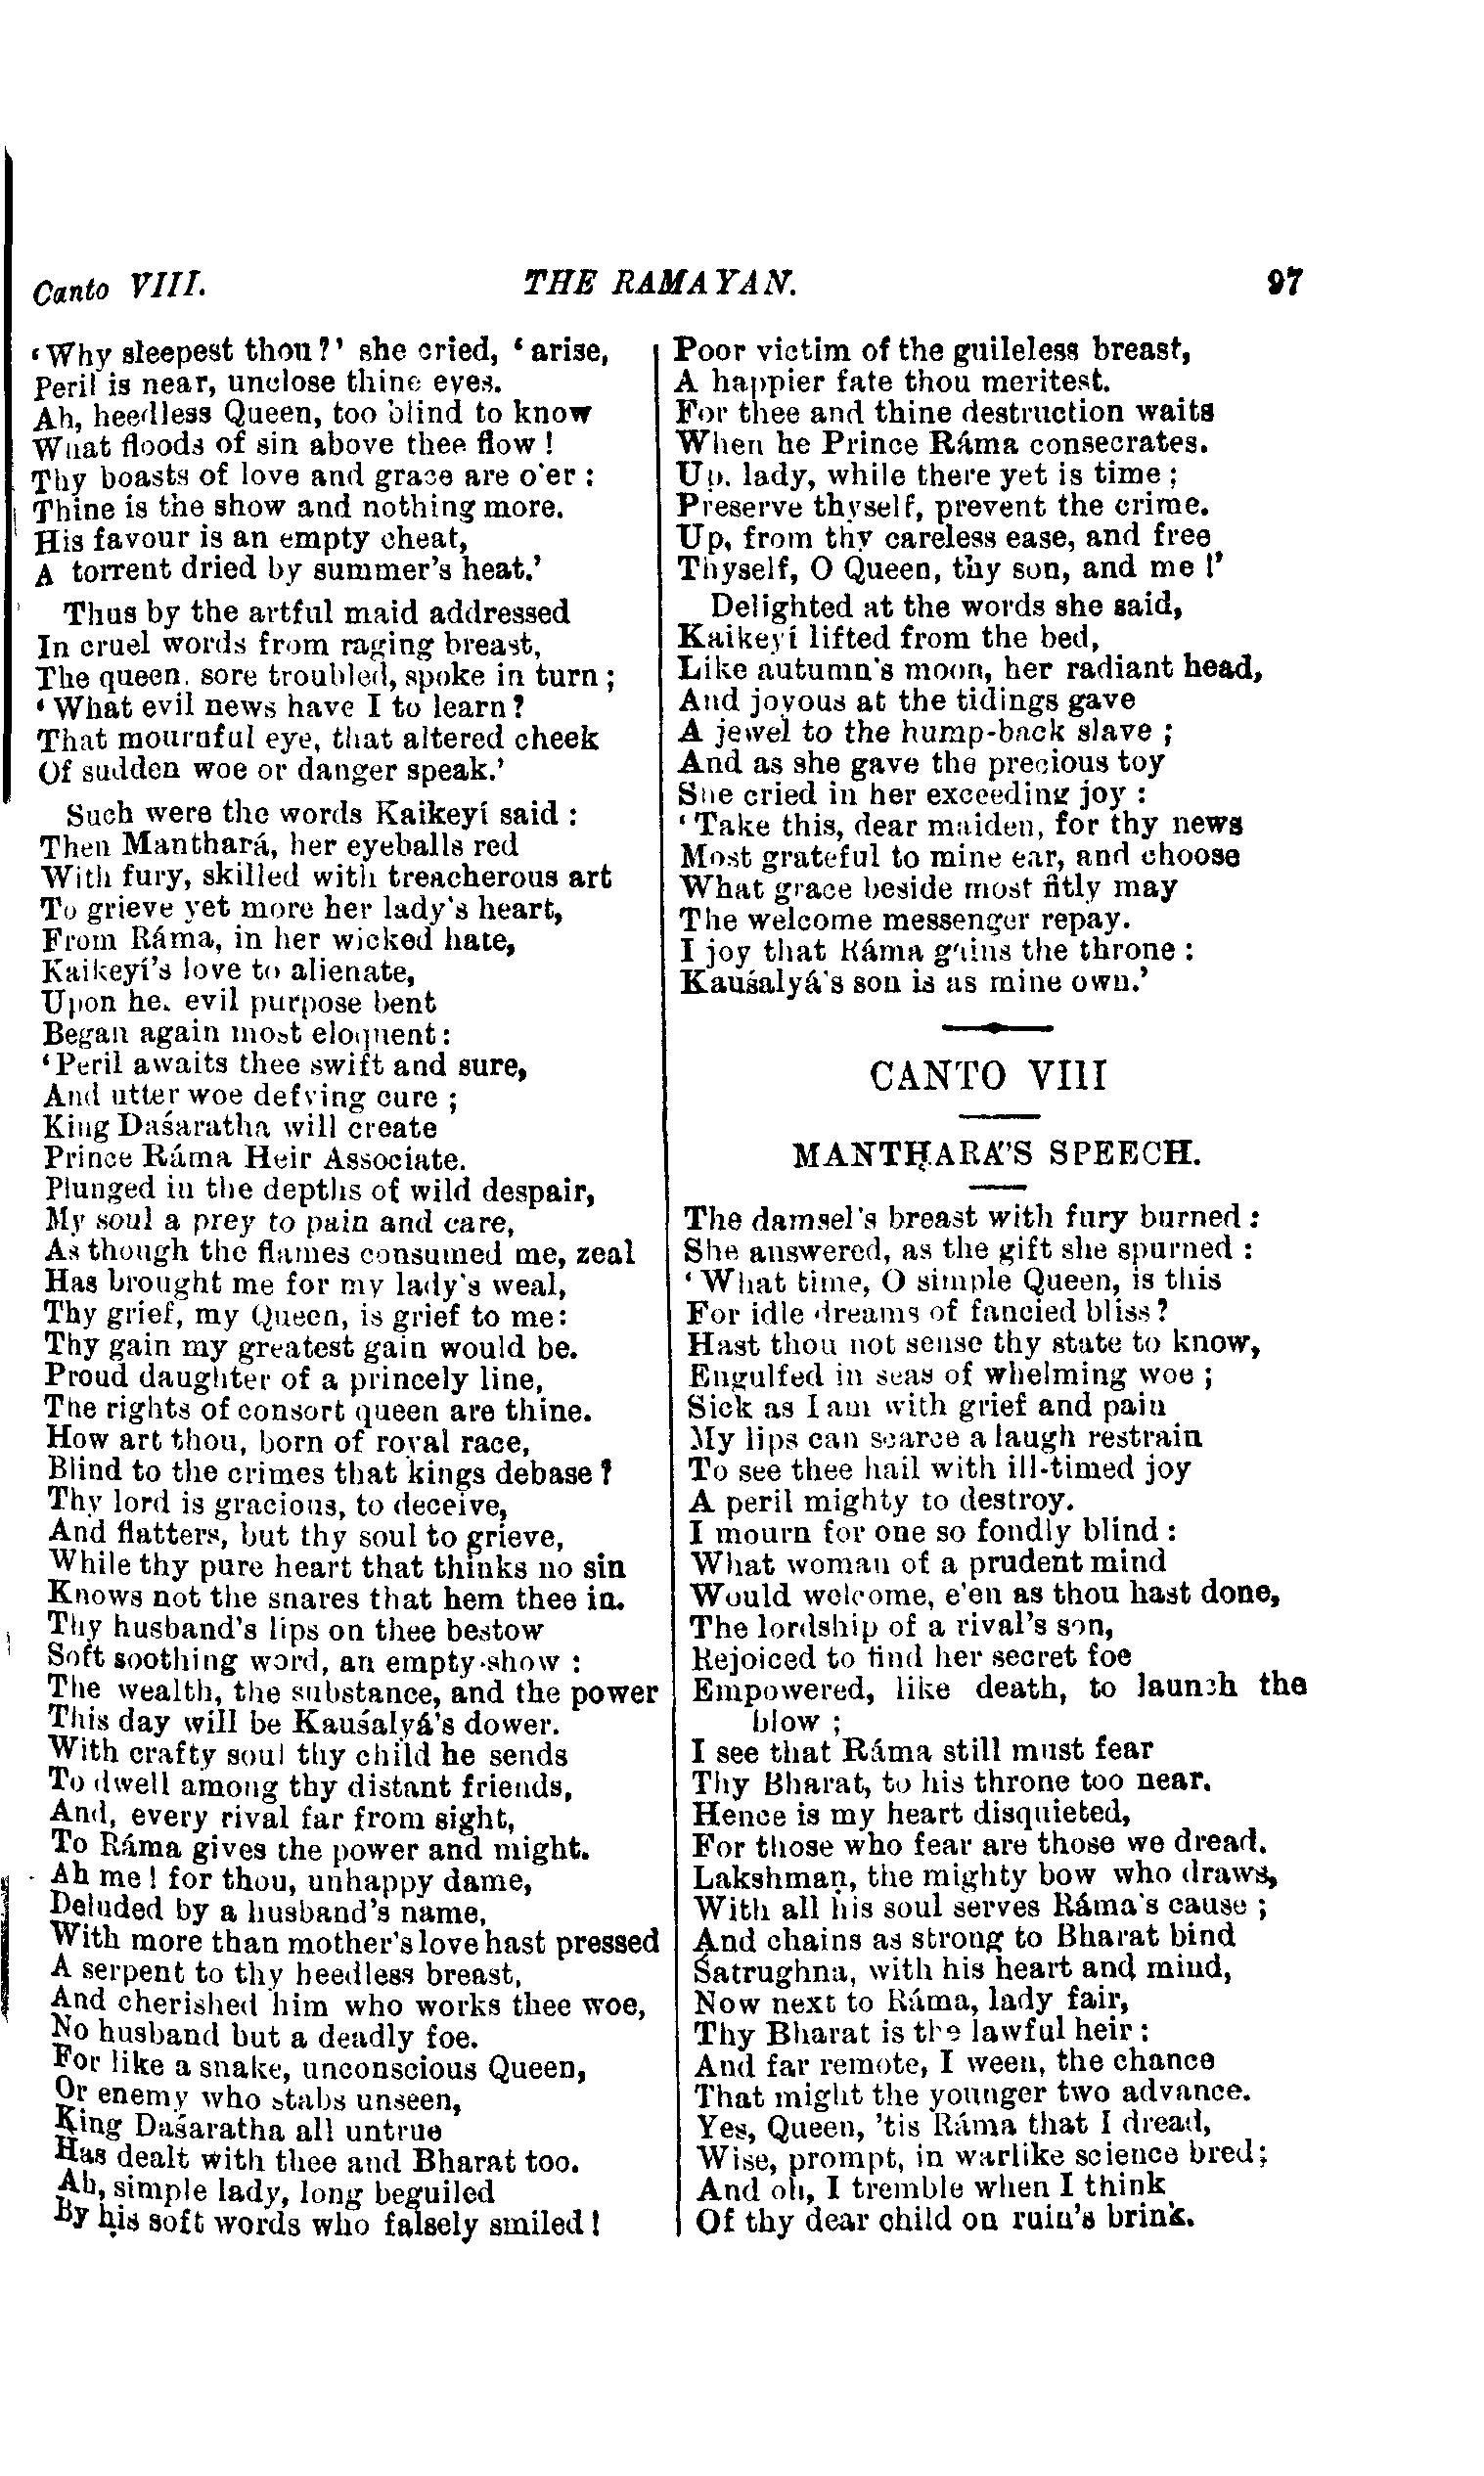 Canto VIII. THE RAMAYAN. 97
‘Why sleepest thou?’ she cried, ‘arise,
Peril is near, unclose thine eyes.
Ah, heedless Queen, too blind to know
What floods of sin above thee flow!
Thy boasts of love and grace are o'er:
Thine is the show and nothing more.
His favour is an empty cheat,
A torrent dried by summer's heat.’
Thus by the artful maid addressed
In cruel words from raging breast,
The queen, sore troubled, spoke in turn;
‘What evil news have I to learn?
That mournful eye, that altered cheek
Of sudden woe or danger speak.’
Such were the words Kaikeyí said:
Then Manthará, her eyeballs red
With fury, skilled with treacherous art
To grieve yet more her lady's heart,
From Ráma, in her wicked hate,
Kaikeyí's love to alienate,
Upon he. evil purpose bent
Began again most eloquent:
‘Peril awaits thee swift and sure,
And utter woe defying cure;
King Daśaratha will create
Prince Ráma Heir Associate.
Plunged in the depths of wild despair,
My soul a prey to pain and care,
As though the flames consumed me, zeal
Has brought me for my lady's weal,
Thy grief, my Queen, is grief to me:
Thy gain my greatest gain would be.
Proud daughter of a princely line,
The rights of consort queen are thine.
How art thou, born of royal race,
Blind to the crimes that kings debase?
Thy lord is gracious, to deceive,
And flatters, but thy soul to grieve,
While thy pure heart that thinks no sin
Knows not the snares that hem thee in.
Thy husband's lips on thee bestow
Soft soothing word, an empty show:
The wealth, the substance, and the power
This day will be Kauśalyá's dower.
With crafty soul thy child he sends
To dwell among thy distant friends,
And, every rival far from sight,
To Ráma gives the power and might.
Ah me! for thou, unhappy dame,
Deluded by a husband's name,
With more than mother's love hast pressed
A serpent to thy heedless breast,
And cherished him who works thee woe,
No husband but a deadly foe.
For like a snake, unconscious Queen,
Or enemy who stabs unseen,
King Daśaratha all untrue
Has dealt with thee and Bharat too.
Ah, simple lady, long beguiled
By his soft words who falsely smiled!
Poor victim of the guileless breast,
A happier fate thou meritest.
For thee and thine destruction waits
When he Prince Ráma consecrates.
Up, lady, while there yet is time;
Preserve thyself, prevent the crime.
Up, from thy careless ease, and free
Thyself, O Queen, thy son, and me!’
Delighted at the words she said,
Kaikeyí lifted from the bed,
Like autumn's moon, her radiant head,
And joyous at the tidings gave
A jewel to the hump-back slave;
And as she gave the precious toy
She cried in her exceeding joy:
‘Take this, dear maiden, for thy news
Most grateful to mine ear, and choose
What grace beside most fitly may
The welcome messenger repay.
I joy that Ráma gains the throne:
Kauśalyá's son is as mine own.’
CANTO VIII
MANTHARÁ'S SPEECH.
The damsel's breast with fury burned:
She answered, as the gift she spurned:
‘What time, O simple Queen, is this
For idle dreams of fancied bliss?
Hast thou not sense thy state to know,
Engulfed in seas of whelming woe;
Sick as I am with grief and pain
My lips can scarce a laugh restrain
To see thee hail with ill-timed joy
A peril mighty to destroy.
I mourn for one so fondly blind:
What woman of a prudent mind
Would welcome, e'en as thou hast done,
The lordship of a rival's son,
Rejoiced to find her secret foe
Empowered, like death, to launch the
blow;
I see that Ráma still must fear
Thy Bharat, to his throne too near.
Hence is my heart disquieted,
For those who fear are those we dread.
Lakshmaṇ, the mighty bow who draws,
With all his soul serves Ráma's cause;
And chains as strong to Bharat bind
Śatrughna, with his heart and mind,
Now next to Ráma, lady fair,
Thy Bharat is the lawful heir:
And far remote, I ween, the chance
That might the younger two advance.
Yes, Queen, ’tis Ráma that I dread,
Wise, prompt, in warlike science bred;
And oh, I tremble when I think
Of thy dear child on ruin's brink.